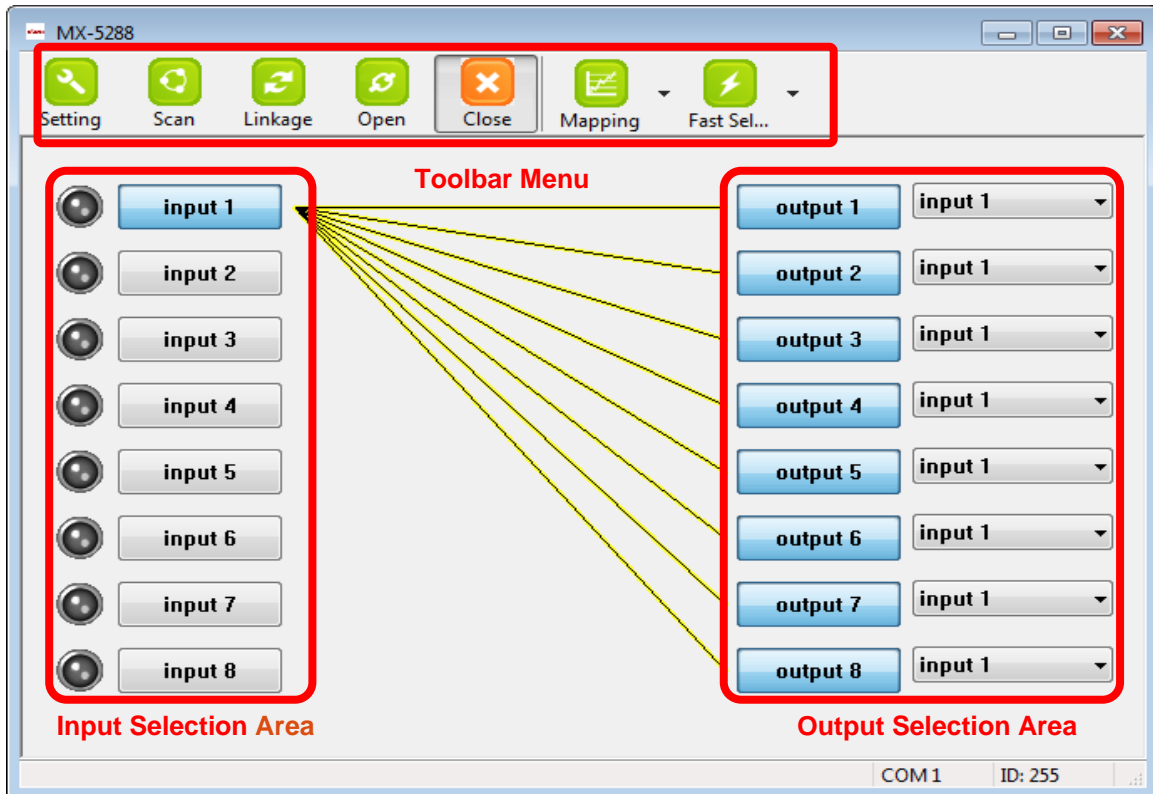 MX-5288
Setting Scan Linkage Open Close Mapping Fast Sel...
Toolbar Menu
input 1 output 1 input 1
input 2 output 2 input 1
input 3 output 3 input 1
input 4 output 4 input 1
input 5 output 5 input 1
input 6 output 6 input 1
input 7 output 7 input 1
input 8 output 8 input 1
Input Selection Area Output Selection Area
COM 1 ID: 255